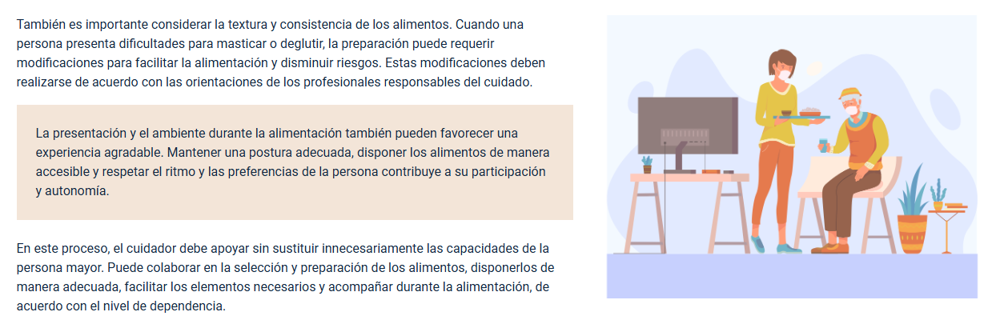 También es importante considerar la textura y consistencia de los alimentos. Cuando una
persona presenta dificultades para masticar o deglutir, la preparación puede requerir
modificaciones para facilitar la alimentación y disminuir riesgos. Estas modificaciones deben
realizarse de acuerdo con las orientaciones de los profesionales responsables del cuidado.
La presentación y el ambiente durante la alimentación también pueden favorecer una
experiencia agradable. Mantener una postura adecuada, disponer los alimentos de manera
accesible y respetar el ritmo y las preferencias de la persona contribuye a su participación
y autonomía.
En este proceso, el cuidador debe apoyar sin sustituir innecesariamente las capacidades de la
persona mayor. Puede colaborar en la selección y preparación de los alimentos, disponerlos de
manera adecuada, facilitar los elementos necesarios y acompañar durante la alimentación, de
acuerdo con el nivel de dependencia.